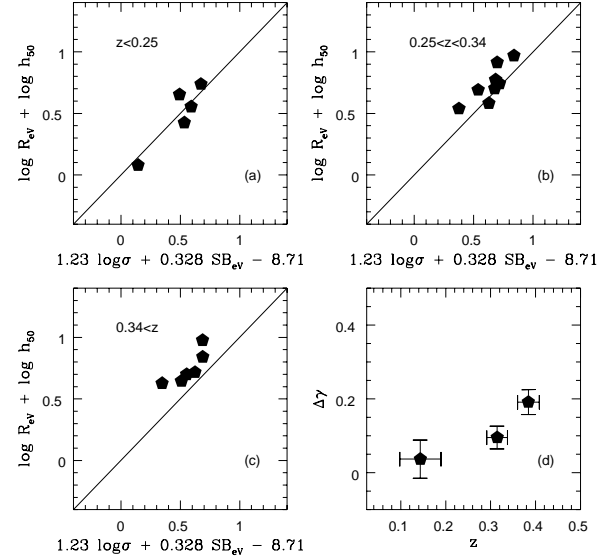 z<0.25
1
0.5
0
log R_eV + log h_50
(a)
0 0.5 1
1.23 logσ + 0.328 SB_eV − 8.71
0.25<z<0.34
1
0.5
0
log R_eV + log h_50
(b)
0 0.5 1
1.23 logσ + 0.328 SB_eV − 8.71
0.34<z
1
0.5
0
log R_eV + log h_50
(c)
0 0.5 1
1.23 logσ + 0.328 SB_eV − 8.71
0.4
0.2
0
Δγ
(d)
0.1 0.2 0.3 0.4 0.5
z